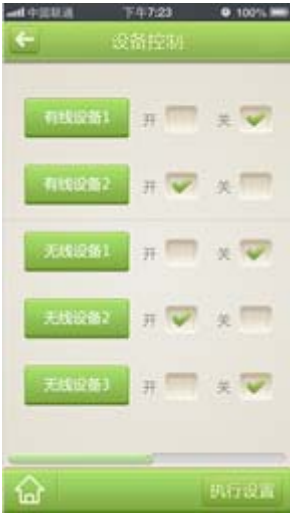 中国联通 下午7:23 100%
设备控制
有线设备1 开 关
有线设备2 开 关
无线设备1 开 关
无线设备2 开 关
无线设备3 开 关
执行设置